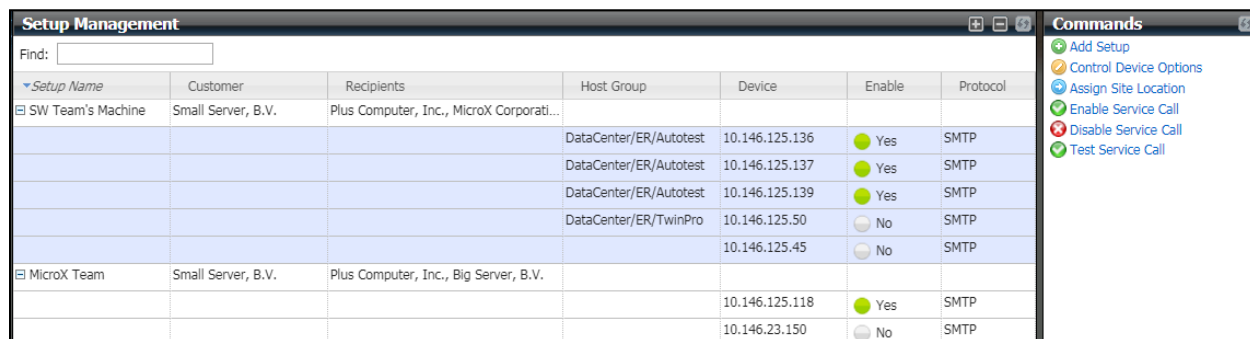 Setup Management
Find:
Setup Name Customer Recipients Host Group Device Enable Protocol
SW Team's Machine Small Server, B.V. Plus Computer, Inc., MicroX Corporati...
DataCenter/ER/Autotest 10.146.125.136 Yes SMTP
DataCenter/ER/Autotest 10.146.125.137 Yes SMTP
DataCenter/ER/Autotest 10.146.125.139 Yes SMTP
DataCenter/ER/TwinPro 10.146.125.50 No SMTP
10.146.125.45 No SMTP
MicroX Team Small Server, B.V. Plus Computer, Inc., Big Server, B.V.
10.146.125.118 Yes SMTP
10.146.23.150 No SMTP
Commands
Add Setup
Control Device Options
Assign Site Location
Enable Service Call
Disable Service Call
Test Service Call